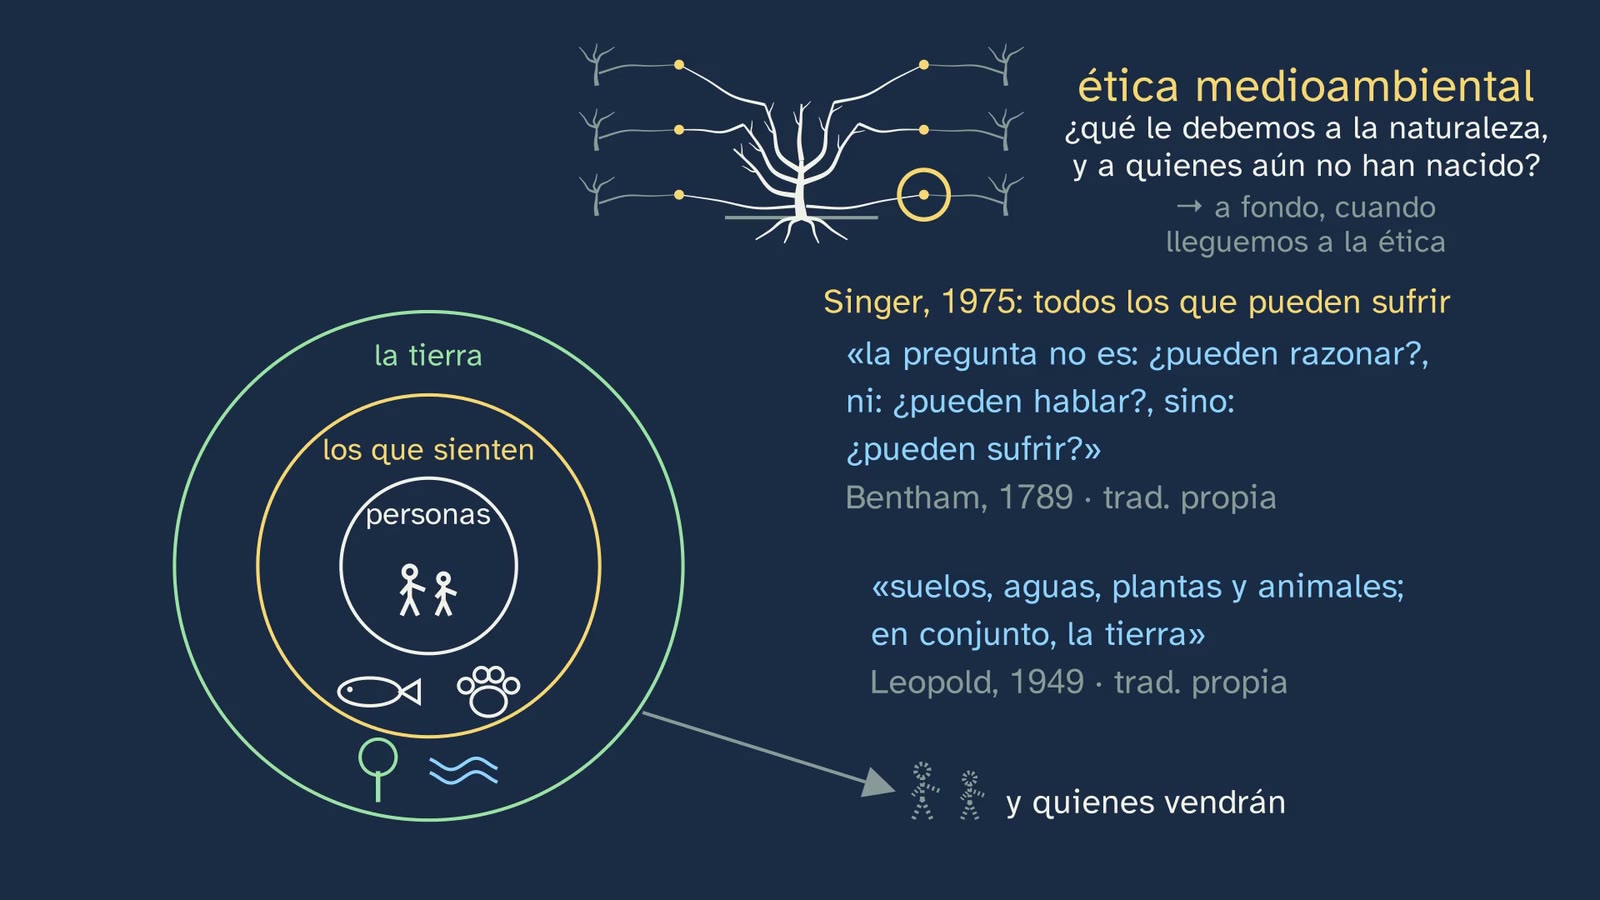 ética medioambiental
¿qué le debemos a la naturaleza,
y a quienes aún no han nacido?
→ a fondo, cuando
lleguemos a la ética
Singer, 1975: todos los que pueden sufrir
«la pregunta no es: ¿pueden razonar?,
ni: ¿pueden hablar?, sino:
¿pueden sufrir?»
Bentham, 1789 · trad. propia
«suelos, aguas, plantas y animales;
en conjunto, la tierra»
Leopold, 1949 · trad. propia
la tierra
los que sienten
personas
y quienes vendrán